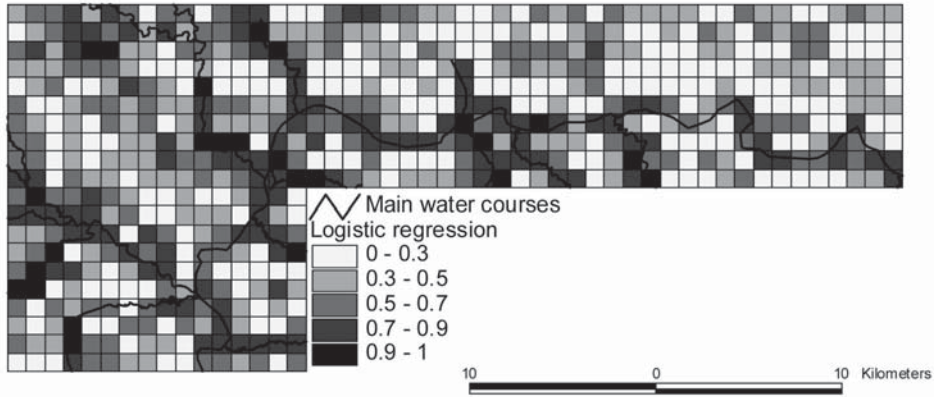 Main water courses
Logistic regression
0 - 0.3
0.3 - 0.5
0.5 - 0.7
0.7 - 0.9
0.9 - 1
10 0 10 Kilometers